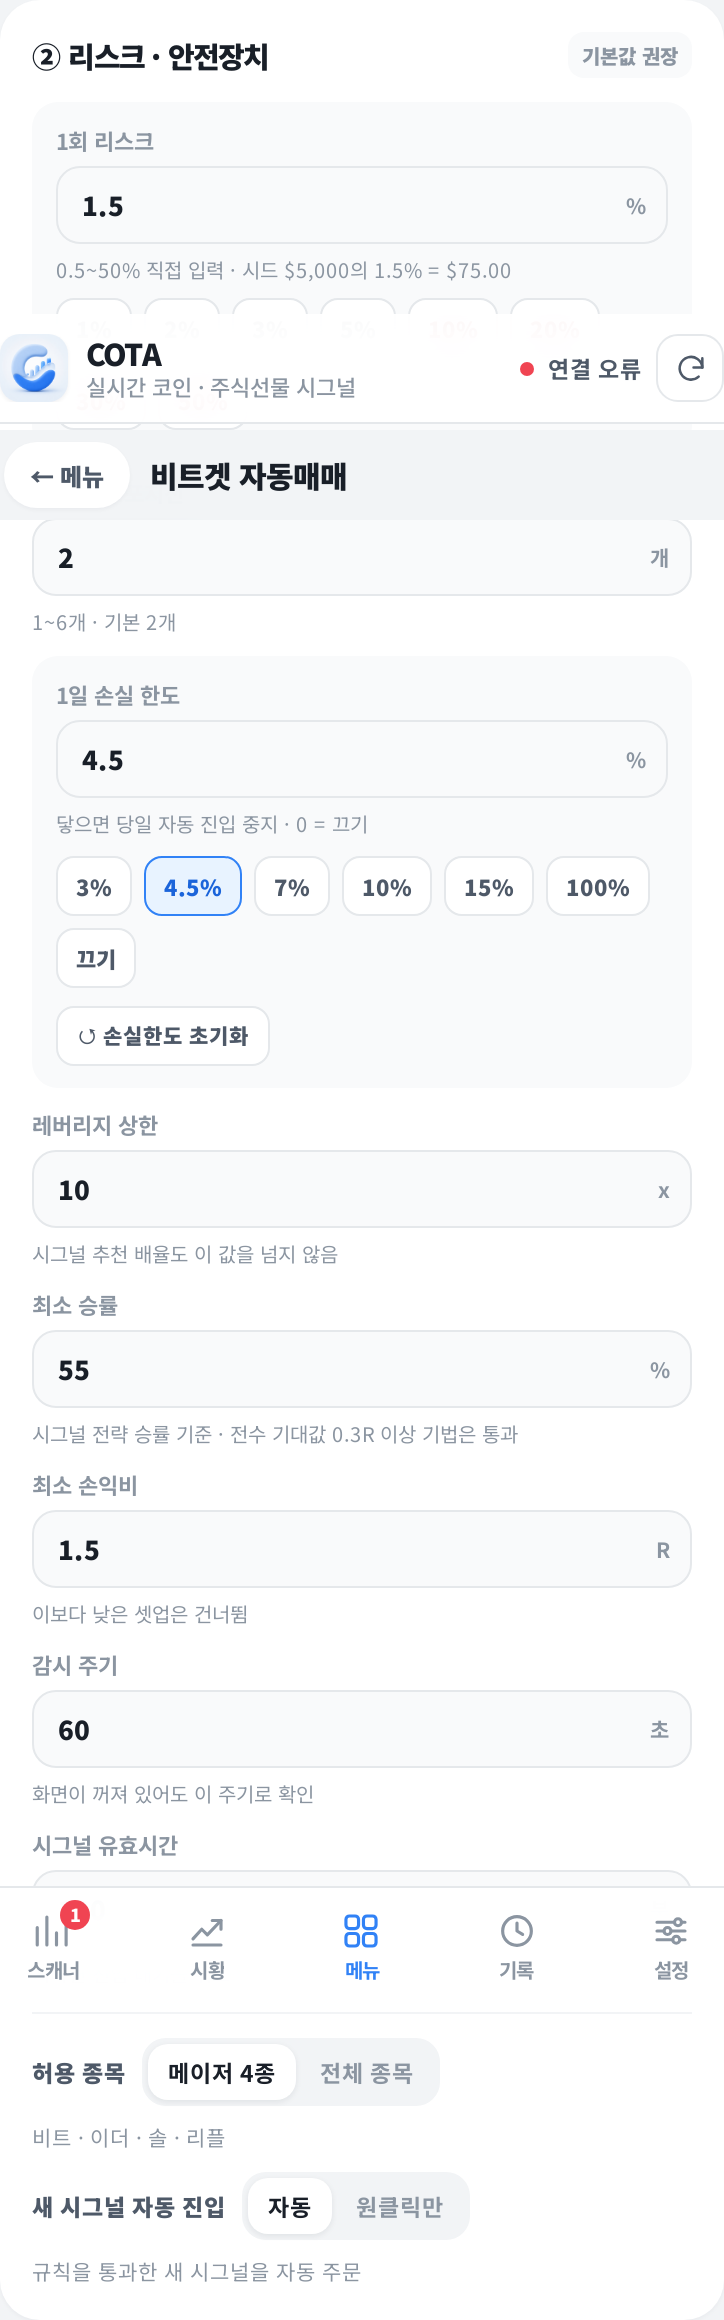 ② 리스크 · 안전장치
기본값 권장
1회 리스크
1.5 %
0.5~50% 직접 입력 · 시드 $5,000의 1.5% = $75.00
1% 2% 3% 5% 10% 20%
COTA
실시간 코인 · 주식선물 시그널
연결 오류
← 메뉴
비트겟 자동매매
2 개
1~6개 · 기본 2개
1일 손실 한도
4.5 %
닿으면 당일 자동 진입 중지 · 0 = 끄기
3% 4.5% 7% 10% 15% 100%
끄기
손실한도 초기화
레버리지 상한
10 x
시그널 추천 배율도 이 값을 넘지 않음
최소 승률
55 %
시그널 전략 승률 기준 · 전수 기대값 0.3R 이상 기법은 통과
최소 손익비
1.5 R
이보다 낮은 셋업은 건너뜀
감시 주기
60 초
화면이 꺼져 있어도 이 주기로 확인
시그널 유효시간
1
스캐너 시황 메뉴 기록 설정
허용 종목 메이저 4종 전체 종목
비트 · 이더 · 솔 · 리플
새 시그널 자동 진입 자동 원클릭만
규칙을 통과한 새 시그널을 자동 주문